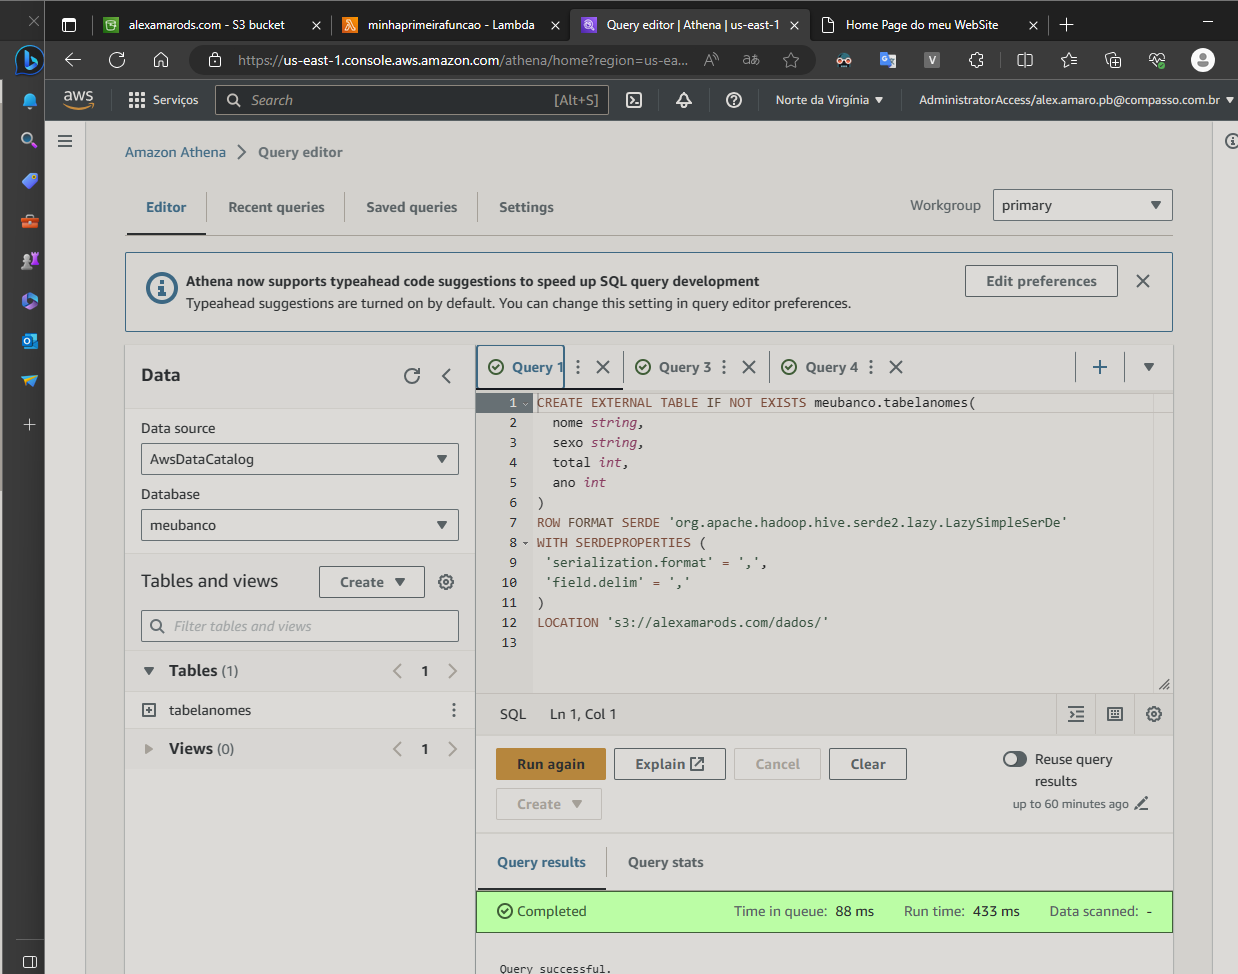 alexamarods.com - S3 bucket
minhaprimeirafuncao - Lambda
Query editor | Athena | us-east-1
Home Page do meu WebSite
https://us-east-1.console.aws.amazon.com/athena/home?region=us-ea...
aws
Serviços
Search
[Alt+S]
Norte da Virgínia
AdministratorAccess/alex.amaro.pb@compasso.com.br
Amazon Athena
Query editor
Editor
Recent queries
Saved queries
Settings
Workgroup
primary
Athena now supports typeahead code suggestions to speed up SQL query development
Typeahead suggestions are turned on by default. You can change this setting in query editor preferences.
Edit preferences
Data
Data source
AwsDataCatalog
Database
meubanco
Tables and views
Create
Filter tables and views
Tables (1)
1
tabelanomes
Views (0)
1
Query 1
Query 3
Query 4
1 CREATE EXTERNAL TABLE IF NOT EXISTS meubanco.tabelanomes(
2 nome string,
3 sexo string,
4 total int,
5 ano int
6 )
7 ROW FORMAT SERDE 'org.apache.hadoop.hive.serde2.lazy.LazySimpleSerDe'
8 WITH SERDEPROPERTIES (
9 'serialization.format' = ',',
10 'field.delim' = ','
11 )
12 LOCATION 's3://alexamarods.com/dados/'
13
SQL
Ln 1, Col 1
Run again
Explain
Cancel
Clear
Create
Reuse query
results
up to 60 minutes ago
Query results
Query stats
Completed
Time in queue: 88 ms
Run time: 433 ms
Data scanned: -
Query successful.